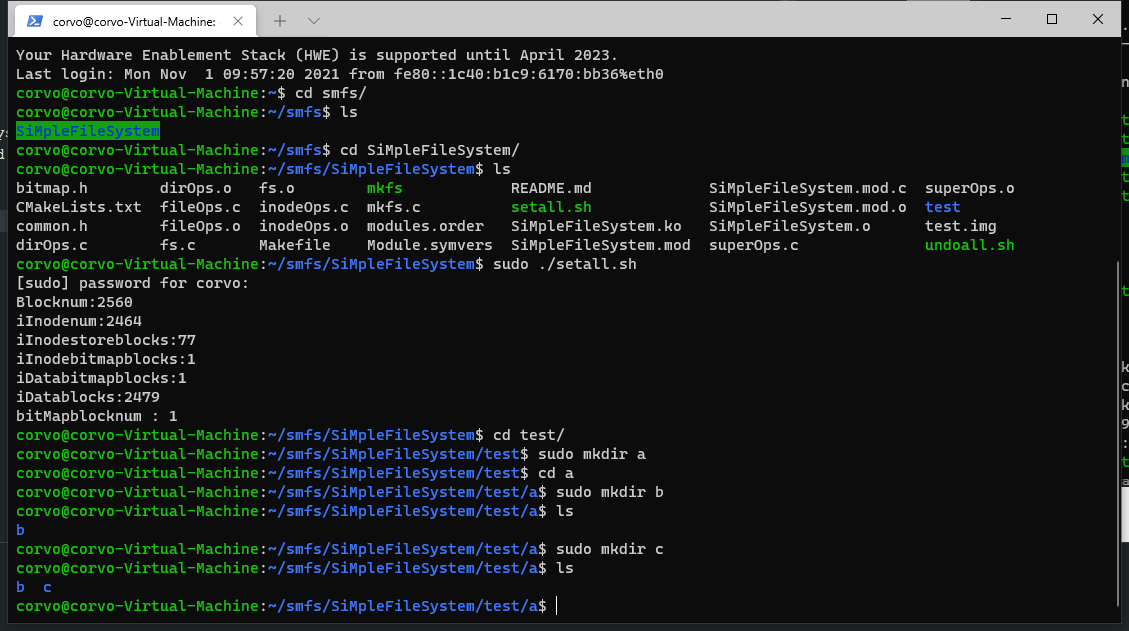 corvo@corvo-Virtual-Machine:
Your Hardware Enablement Stack (HWE) is supported until April 2023.
Last login: Mon Nov  1 09:57:20 2021 from fe80::1c40:b1c9:6170:bb36%eth0
corvo@corvo-Virtual-Machine:~$ cd smfs/
corvo@corvo-Virtual-Machine:~/smfs$ ls
SiMpleFileSystem
corvo@corvo-Virtual-Machine:~/smfs$ cd SiMpleFileSystem/
corvo@corvo-Virtual-Machine:~/smfs/SiMpleFileSystem$ ls
bitmap.h        dirOps.o   fs.o        mkfs            README.md             SiMpleFileSystem.mod.c  superOps.o
CMakeLists.txt  fileOps.c  inodeOps.c  mkfs.c          setall.sh             SiMpleFileSystem.mod.o  test
common.h        fileOps.o  inodeOps.o  modules.order   SiMpleFileSystem.ko   SiMpleFileSystem.o      test.img
dirOps.c        fs.c       Makefile    Module.symvers  SiMpleFileSystem.mod  superOps.c              undoall.sh
corvo@corvo-Virtual-Machine:~/smfs/SiMpleFileSystem$ sudo ./setall.sh
[sudo] password for corvo:
Blocknum:2560
iInodenum:2464
iInodestoreblocks:77
iInodebitmapblocks:1
iDatabitmapblocks:1
iDatablocks:2479
bitMapblocknum : 1
corvo@corvo-Virtual-Machine:~/smfs/SiMpleFileSystem$ cd test/
corvo@corvo-Virtual-Machine:~/smfs/SiMpleFileSystem/test$ sudo mkdir a
corvo@corvo-Virtual-Machine:~/smfs/SiMpleFileSystem/test$ cd a
corvo@corvo-Virtual-Machine:~/smfs/SiMpleFileSystem/test/a$ sudo mkdir b
corvo@corvo-Virtual-Machine:~/smfs/SiMpleFileSystem/test/a$ ls
b
corvo@corvo-Virtual-Machine:~/smfs/SiMpleFileSystem/test/a$ sudo mkdir c
corvo@corvo-Virtual-Machine:~/smfs/SiMpleFileSystem/test/a$ ls
b  c
corvo@corvo-Virtual-Machine:~/smfs/SiMpleFileSystem/test/a$